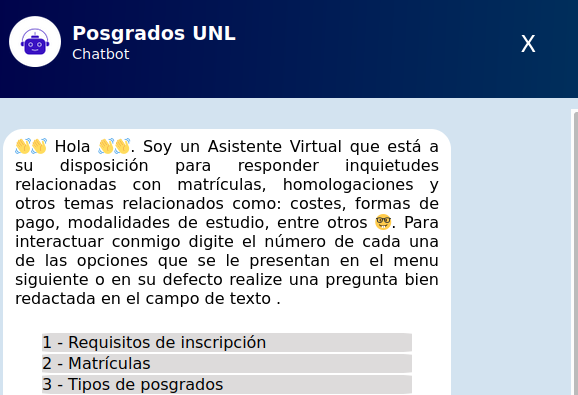 Posgrados UNL
Chatbot
X
👋👋 Hola 👋👋. Soy un Asistente Virtual que está a
su disposición para responder inquietudes
relacionadas con matrículas, homologaciones y
otros temas relacionados como: costes, formas de
pago, modalidades de estudio, entre otros 🤓. Para
interactuar conmigo digite el número de cada una
de las opciones que se le presentan en el menu
siguiente o en su defecto realize una pregunta bien
redactada en el campo de texto .
1 - Requisitos de inscripción
2 - Matrículas
3 - Tipos de posgrados